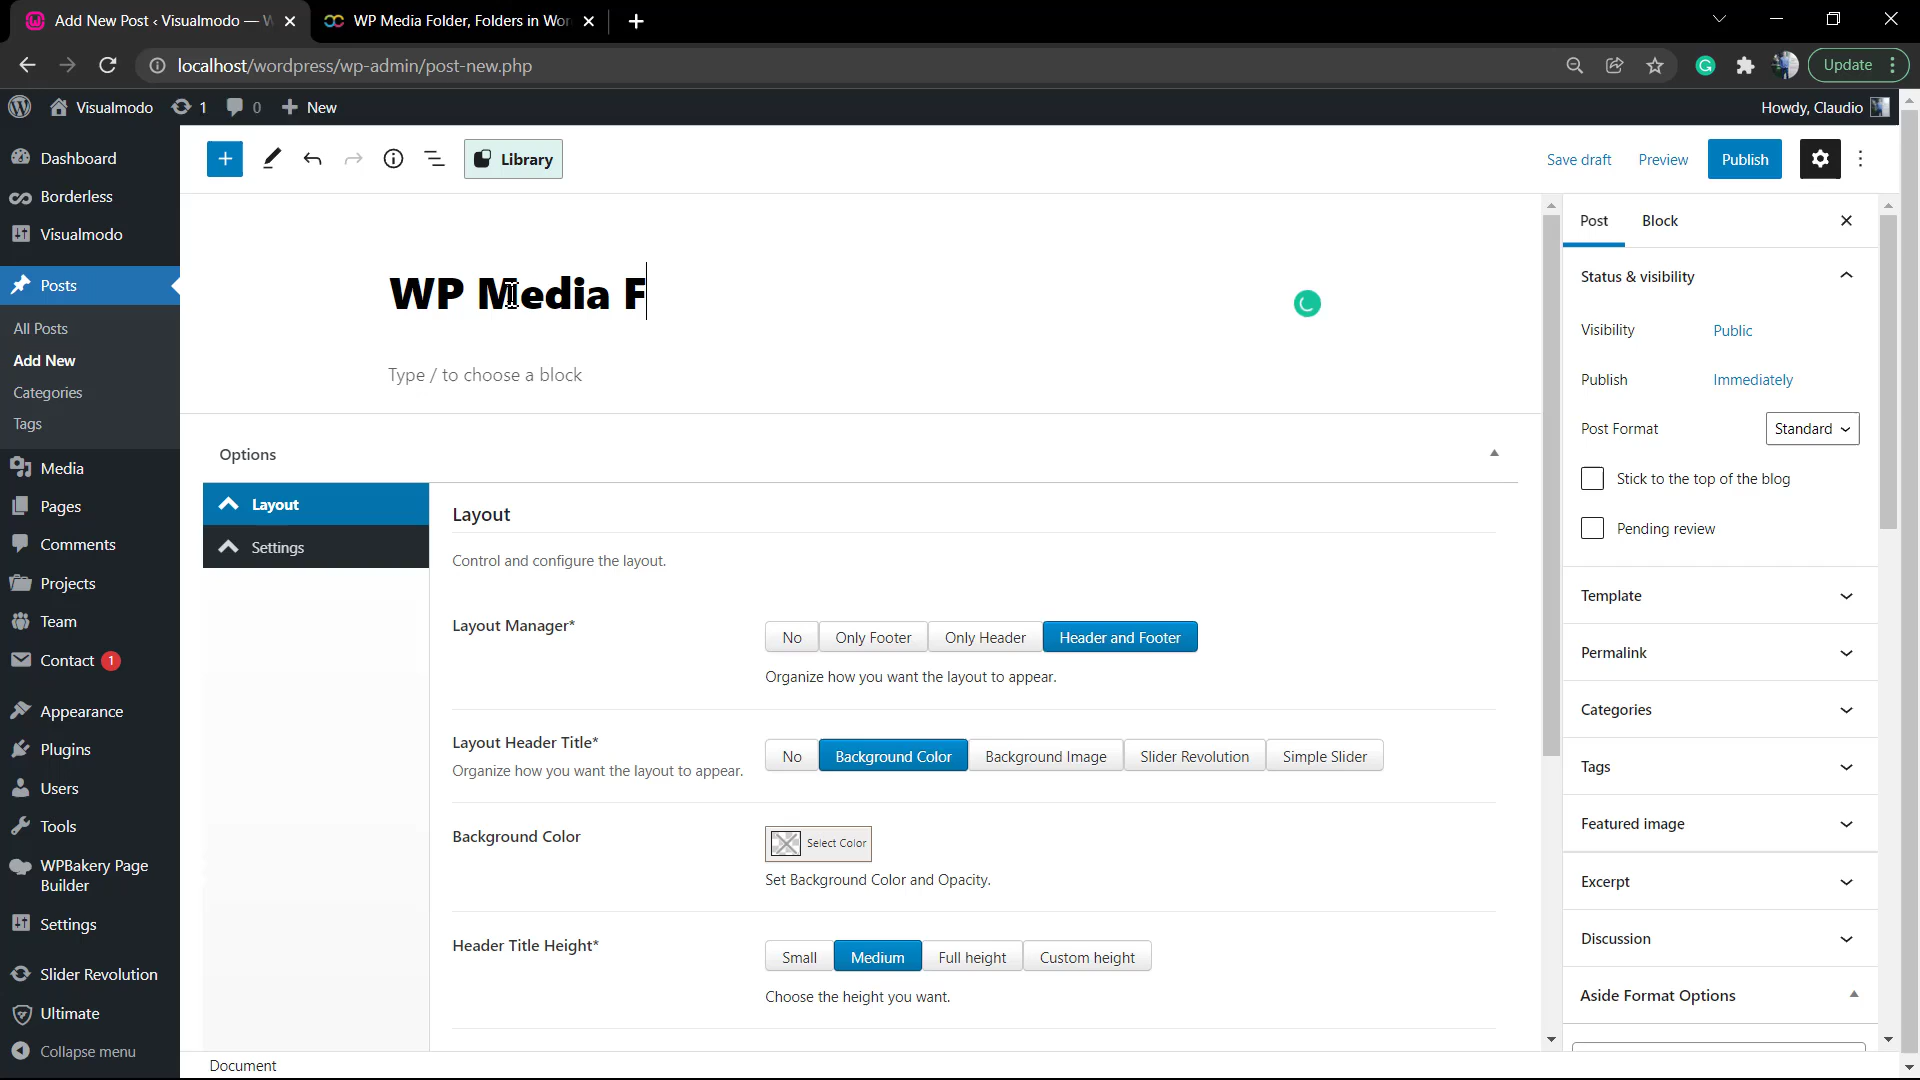 Add New Post ‹ Visualmodo — W
WP Media Folder, Folders in Wor
localhost/wordpress/wp-admin/post-new.php
Update
Visualmodo
1
0
New
Howdy, Claudio
Dashboard
Borderless
Visualmodo
Posts
All Posts
Add New
Categories
Tags
Media
Pages
Comments
Projects
Team
Contact 1
Appearance
Plugins
Users
Tools
WPBakery Page
Builder
Settings
Slider Revolution
Ultimate
Collapse menu
Library
Save draft
Preview
Publish
WP Media F
Type / to choose a block
Options
Layout
Settings
Layout
Control and configure the layout.
Layout Manager*
No
Only Footer
Only Header
Header and Footer
Organize how you want the layout to appear.
Layout Header Title*
Organize how you want the layout to appear.
No
Background Color
Background Image
Slider Revolution
Simple Slider
Background Color
Select Color
Set Background Color and Opacity.
Header Title Height*
Small
Medium
Full height
Custom height
Choose the height you want.
Document
Post
Block
Status & visibility
Visibility
Public
Publish
Immediately
Post Format
Standard
Stick to the top of the blog
Pending review
Template
Permalink
Categories
Tags
Featured image
Excerpt
Discussion
Aside Format Options